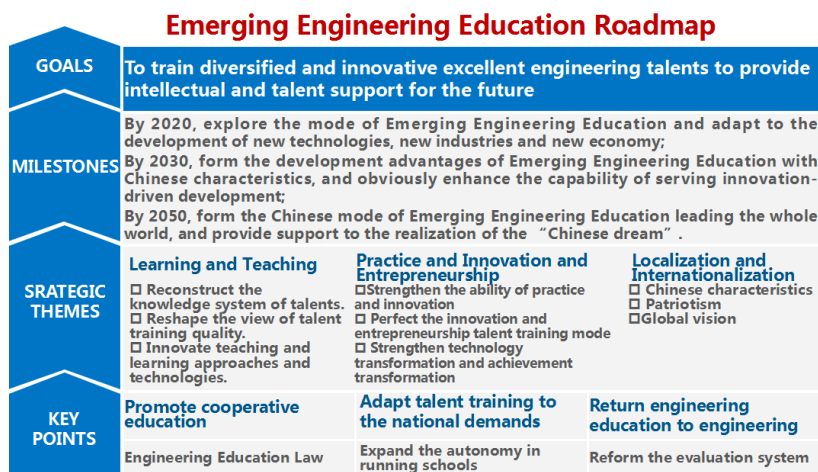 Emerging Engineering Education Roadmap
GOALS
To train diversified and innovative excellent engineering talents to provide
intellectual and talent support for the future
MILESTONES
By 2020, explore the mode of Emerging Engineering Education and adapt to the
development of new technologies, new industries and new economy;
By 2030, form the development advantages of Emerging Engineering Education with
Chinese characteristics, and obviously enhance the capability of serving innovation-
driven development;
By 2050, form the Chinese mode of Emerging Engineering Education leading the whole
world, and provide support to the realization of the “Chinese dream”.
SRATEGIC
THEMES
Learning and Teaching
□ Reconstruct the
knowledge system of talents.
□ Reshape the view of talent
training quality.
□ Innovate teaching and
learning approaches and
technologies.
Practice and Innovation and
Entrepreneurship
□Strengthen the ability of practice
and innovation
□ Perfect the innovation and
entrepreneurship talent training mode
□ Strengthen technology
transformation and achievement
transformation
Localization and
Internationalization
□ Chinese characteristics
□ Patriotism
□Global vision
KEY
POINTS
Promote cooperative
education
Adapt talent training to
the national demands
Return engineering
education to engineering
Engineering Education Law
Expand the autonomy in
running schools
Reform the evaluation system